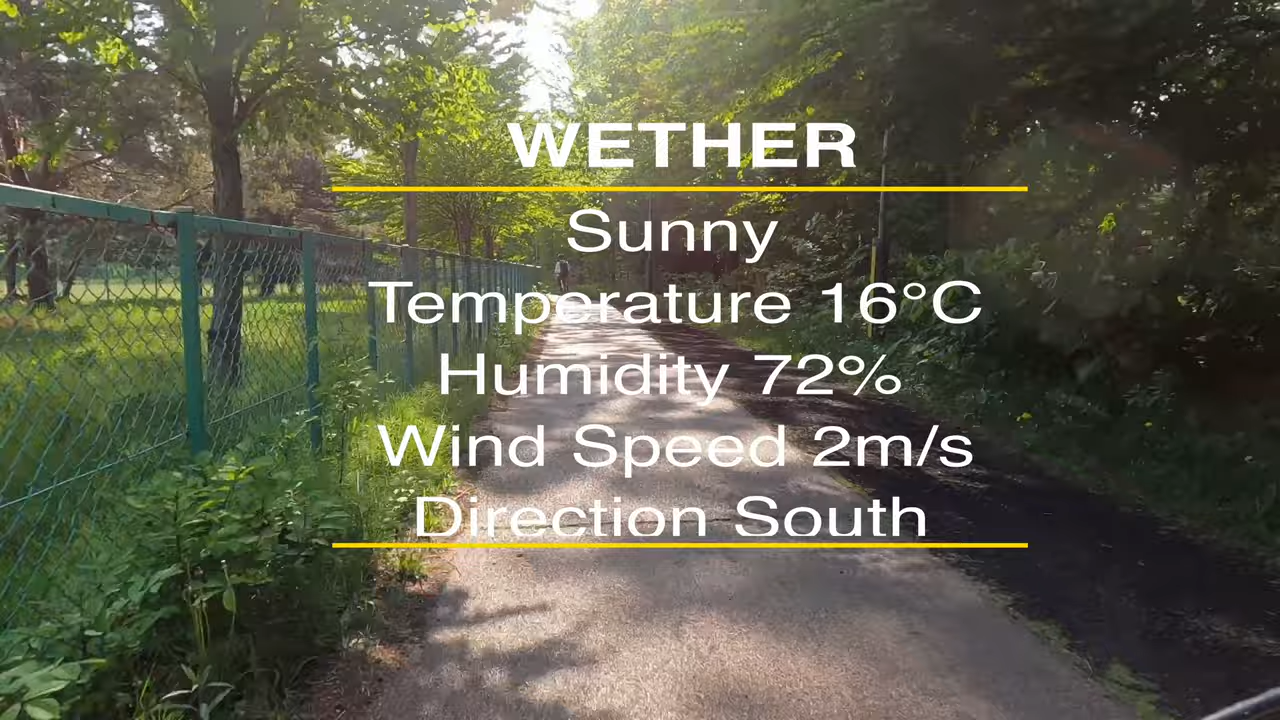 WETHER
Sunny
Temperature 16°C
Humidity 72%
Wind Speed 2m/s
Direction South